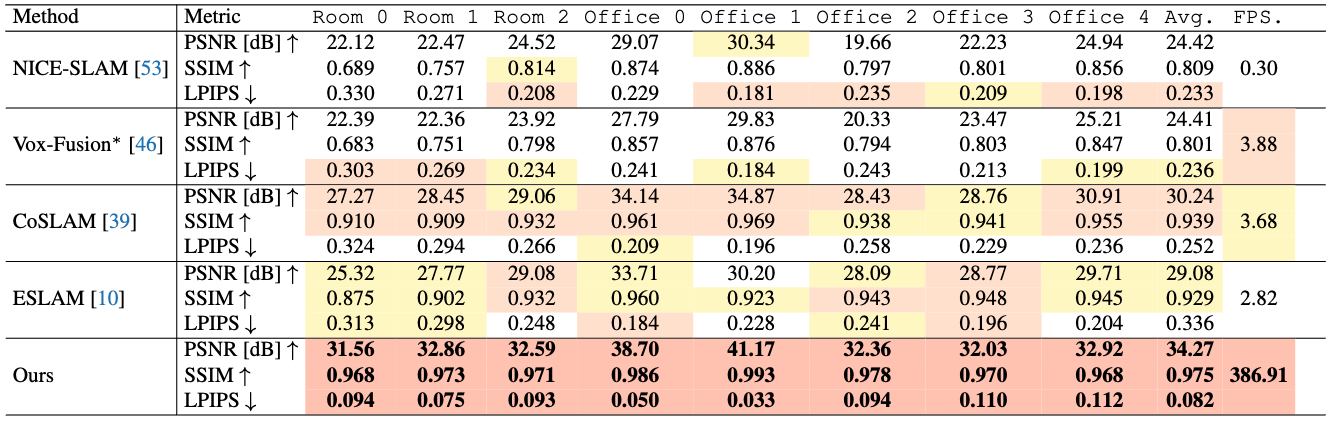 Method Metric Room 0 Room 1 Room 2 Office 0 Office 1 Office 2 Office 3 Office 4 Avg. FPS.
PSNR [dB] ↑ 22.12 22.47 24.52 29.07 30.34 19.66 22.23 24.94 24.42
NICE-SLAM [53] SSIM ↑ 0.689 0.757 0.814 0.874 0.886 0.797 0.801 0.856 0.809 0.30
LPIPS ↓ 0.330 0.271 0.208 0.229 0.181 0.235 0.209 0.198 0.233
PSNR [dB] ↑ 22.39 22.36 23.92 27.79 29.83 20.33 23.47 25.21 24.41
Vox-Fusion* [46] SSIM ↑ 0.683 0.751 0.798 0.857 0.876 0.794 0.803 0.847 0.801 3.88
LPIPS ↓ 0.303 0.269 0.234 0.241 0.184 0.243 0.213 0.199 0.236
PSNR [dB] ↑ 27.27 28.45 29.06 34.14 34.87 28.43 28.76 30.91 30.24
CoSLAM [39] SSIM ↑ 0.910 0.909 0.932 0.961 0.969 0.938 0.941 0.955 0.939 3.68
LPIPS ↓ 0.324 0.294 0.266 0.209 0.196 0.258 0.229 0.236 0.252
PSNR [dB] ↑ 25.32 27.77 29.08 33.71 30.20 28.09 28.77 29.71 29.08
ESLAM [10] SSIM ↑ 0.875 0.902 0.932 0.960 0.923 0.943 0.948 0.945 0.929 2.82
LPIPS ↓ 0.313 0.298 0.248 0.184 0.228 0.241 0.196 0.204 0.336
PSNR [dB] ↑ 31.56 32.86 32.59 38.70 41.17 32.36 32.03 32.92 34.27
Ours SSIM ↑ 0.968 0.973 0.971 0.986 0.993 0.978 0.970 0.968 0.975 386.91
LPIPS ↓ 0.094 0.075 0.093 0.050 0.033 0.094 0.110 0.112 0.082